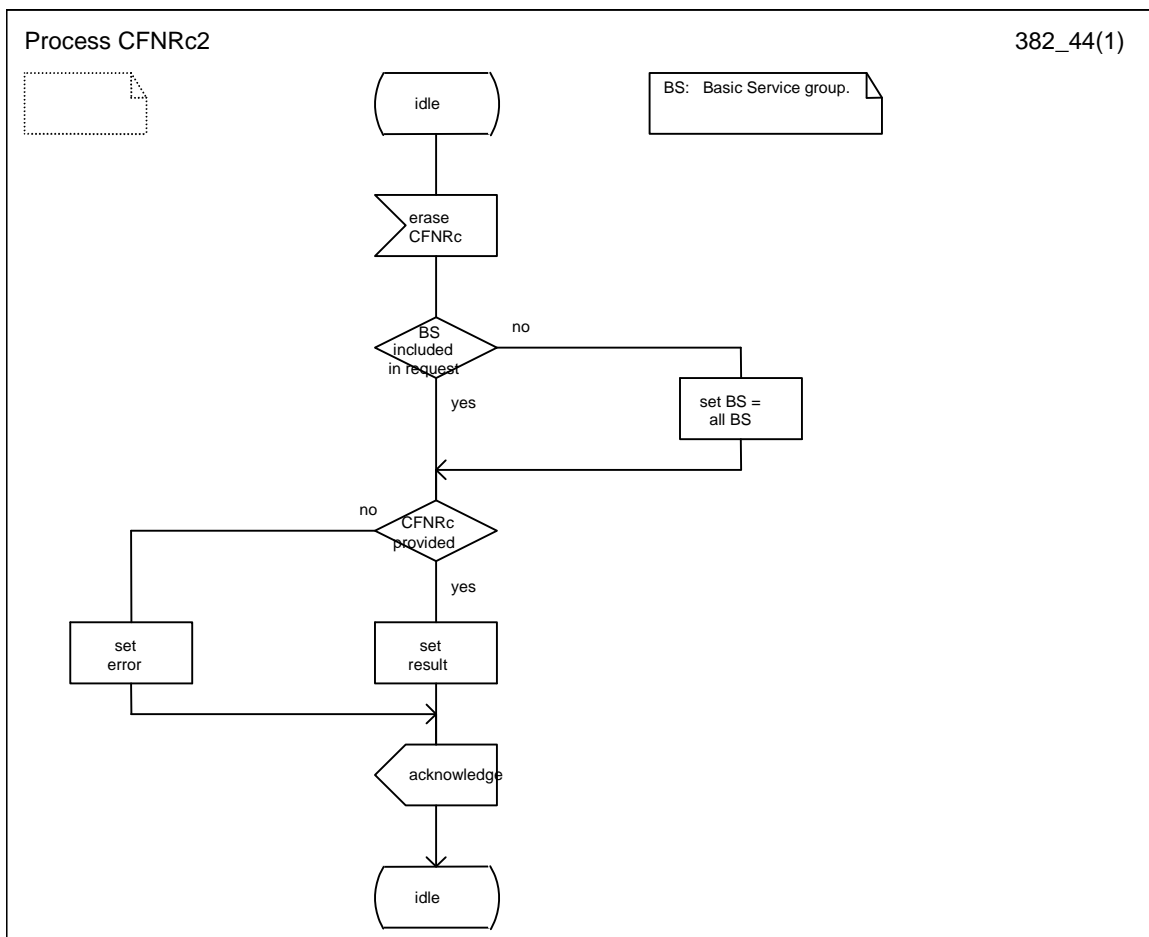 Process CFNRc2
382_44(1)
idle
BS: Basic Service group.
erase
CFNRc
BS
included
in request
no
yes
set BS =
all BS
no
CFNRc
provided
yes
set
error
set
result
acknowledge
idle